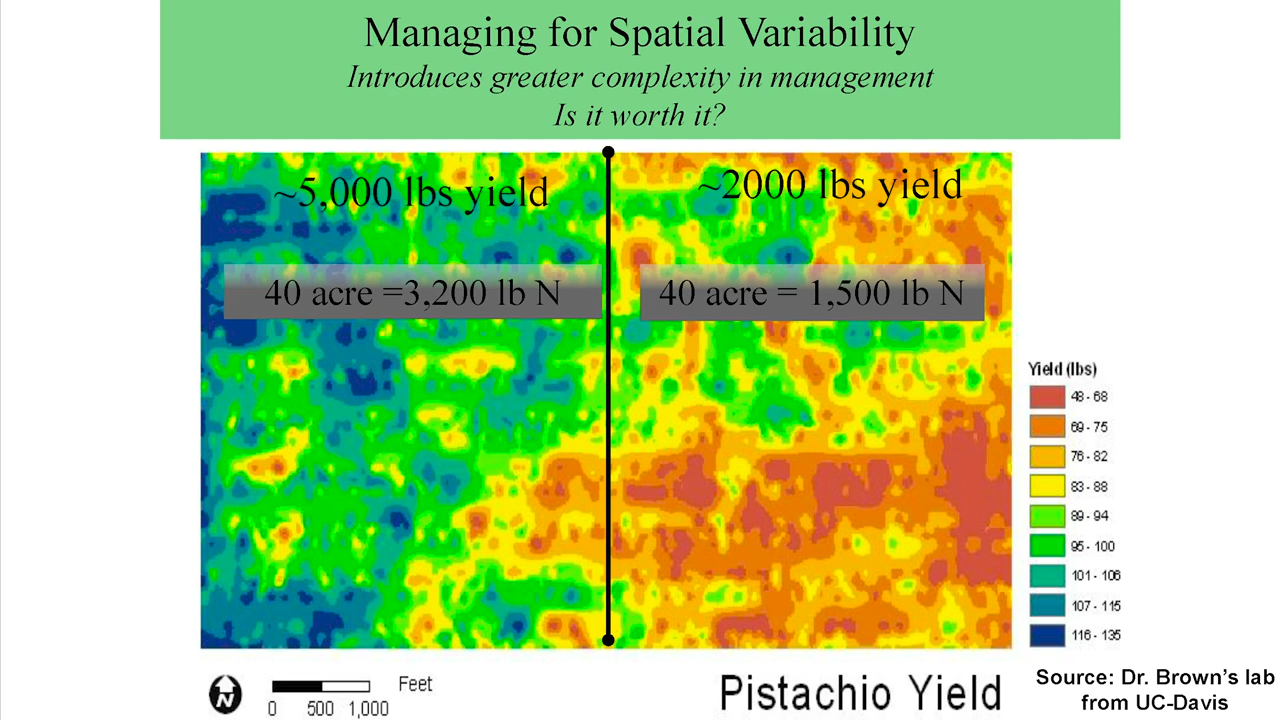 Managing for Spatial Variability
Introduces greater complexity in management
Is it worth it?
~5,000 lbs yield
~2000 lbs yield
40 acre =3,200 lb N
40 acre = 1,500 lb N
Yield (lbs)
48 - 68
69 - 75
76 - 82
83 - 88
89 - 94
95 - 100
101 - 106
107 - 115
116 - 135
N
Feet
0 500 1,000
Pistachio Yield
Source: Dr. Brown's lab
from UC-Davis